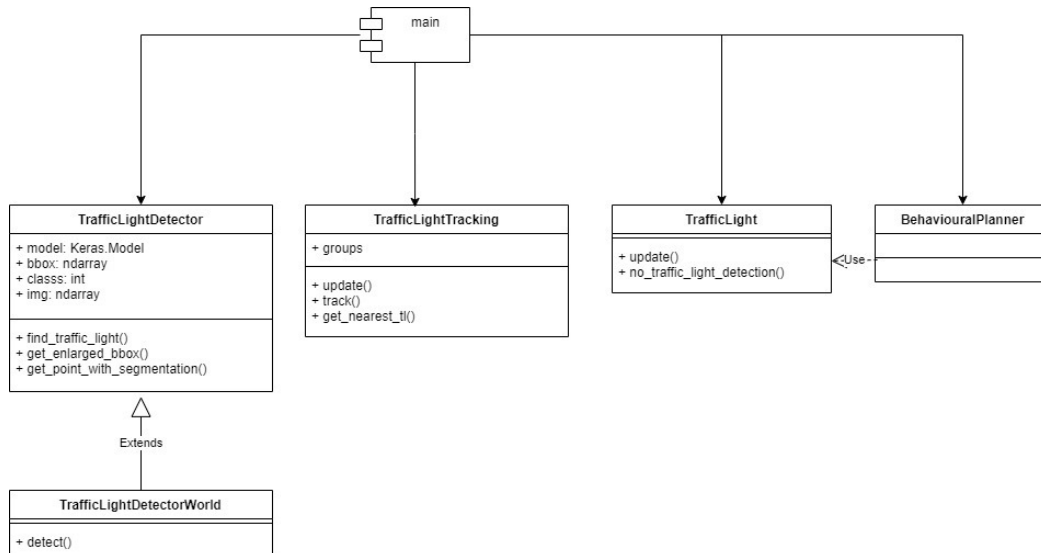 main
TrafficLightDetector
+ model: Keras.Model
+ bbox: ndarray
+ classs: int
+ img: ndarray
+ find_traffic_light()
+ get_enlarged_bbox()
+ get_point_with_segmentation()
TrafficLightTracking
+ groups
+ update()
+ track()
+ get_nearest_tl()
TrafficLight
+ update()
+ no_traffic_light_detection()
Use
BehaviouralPlanner
Extends
TrafficLightDetectorWorld
+ detect()